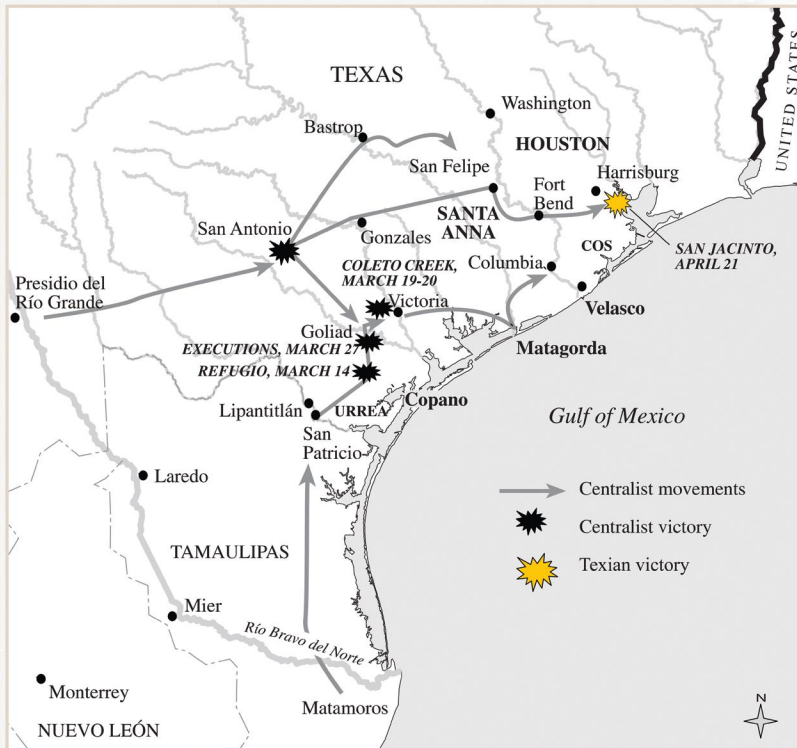 TEXAS
UNITED STATES
Washington
Bastrop
HOUSTON
San Felipe
Harrisburg
Fort
Bend
San Antonio
SANTA
ANNA
Gonzales
COS
SAN JACINTO,
APRIL 21
COLETO CREEK,
MARCH 19-20
Columbia
Presidio del
Río Grande
Victoria
Velasco
Goliad
EXECUTIONS, MARCH 27
Matagorda
REFUGIO, MARCH 14
Lipantitlán
URREA
Copano
Gulf of Mexico
San
Patricio
Laredo
Centralist movements
Centralist victory
TAMAULIPAS
Texian victory
Mier
Río Bravo del Norte
Monterrey
Matamoros
NUEVO LEÓN
N